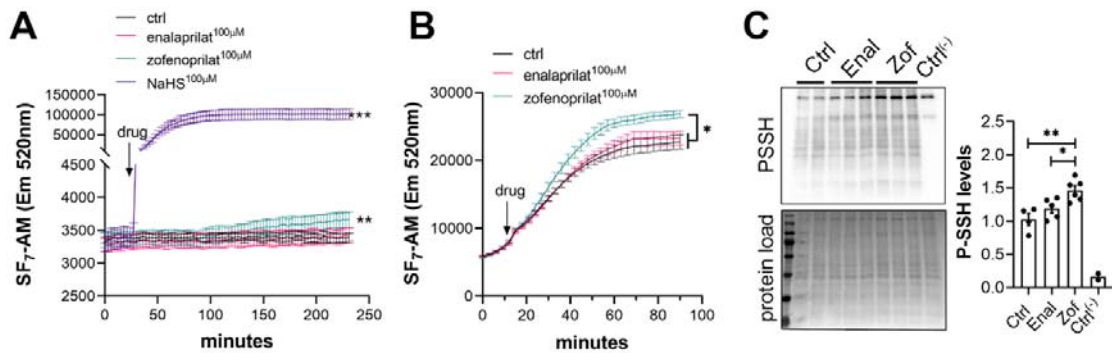 A
ctrl
enalaprilat100μM
zofenoprilat100μM
NaHS100μM
SF7-AM (Em 520nm)
100000
75000
50000
4500
4000
3500
3000
2500
drug
***
**
0 50 100 150 200 250
minutes
B
ctrl
enalaprilat100μM
zofenoprilat100μM
SF7-AM (Em 520nm)
30000
20000
10000
0
drug
*
0 20 40 60 80 100
minutes
C
Ctrl Enal Zof Ctrl(-)
PSSH
protein load
P-SSH levels
2.5
2.0
1.5
1.0
0.5
0.0
**
*
Ctrl Enal Zof Ctrl(-)